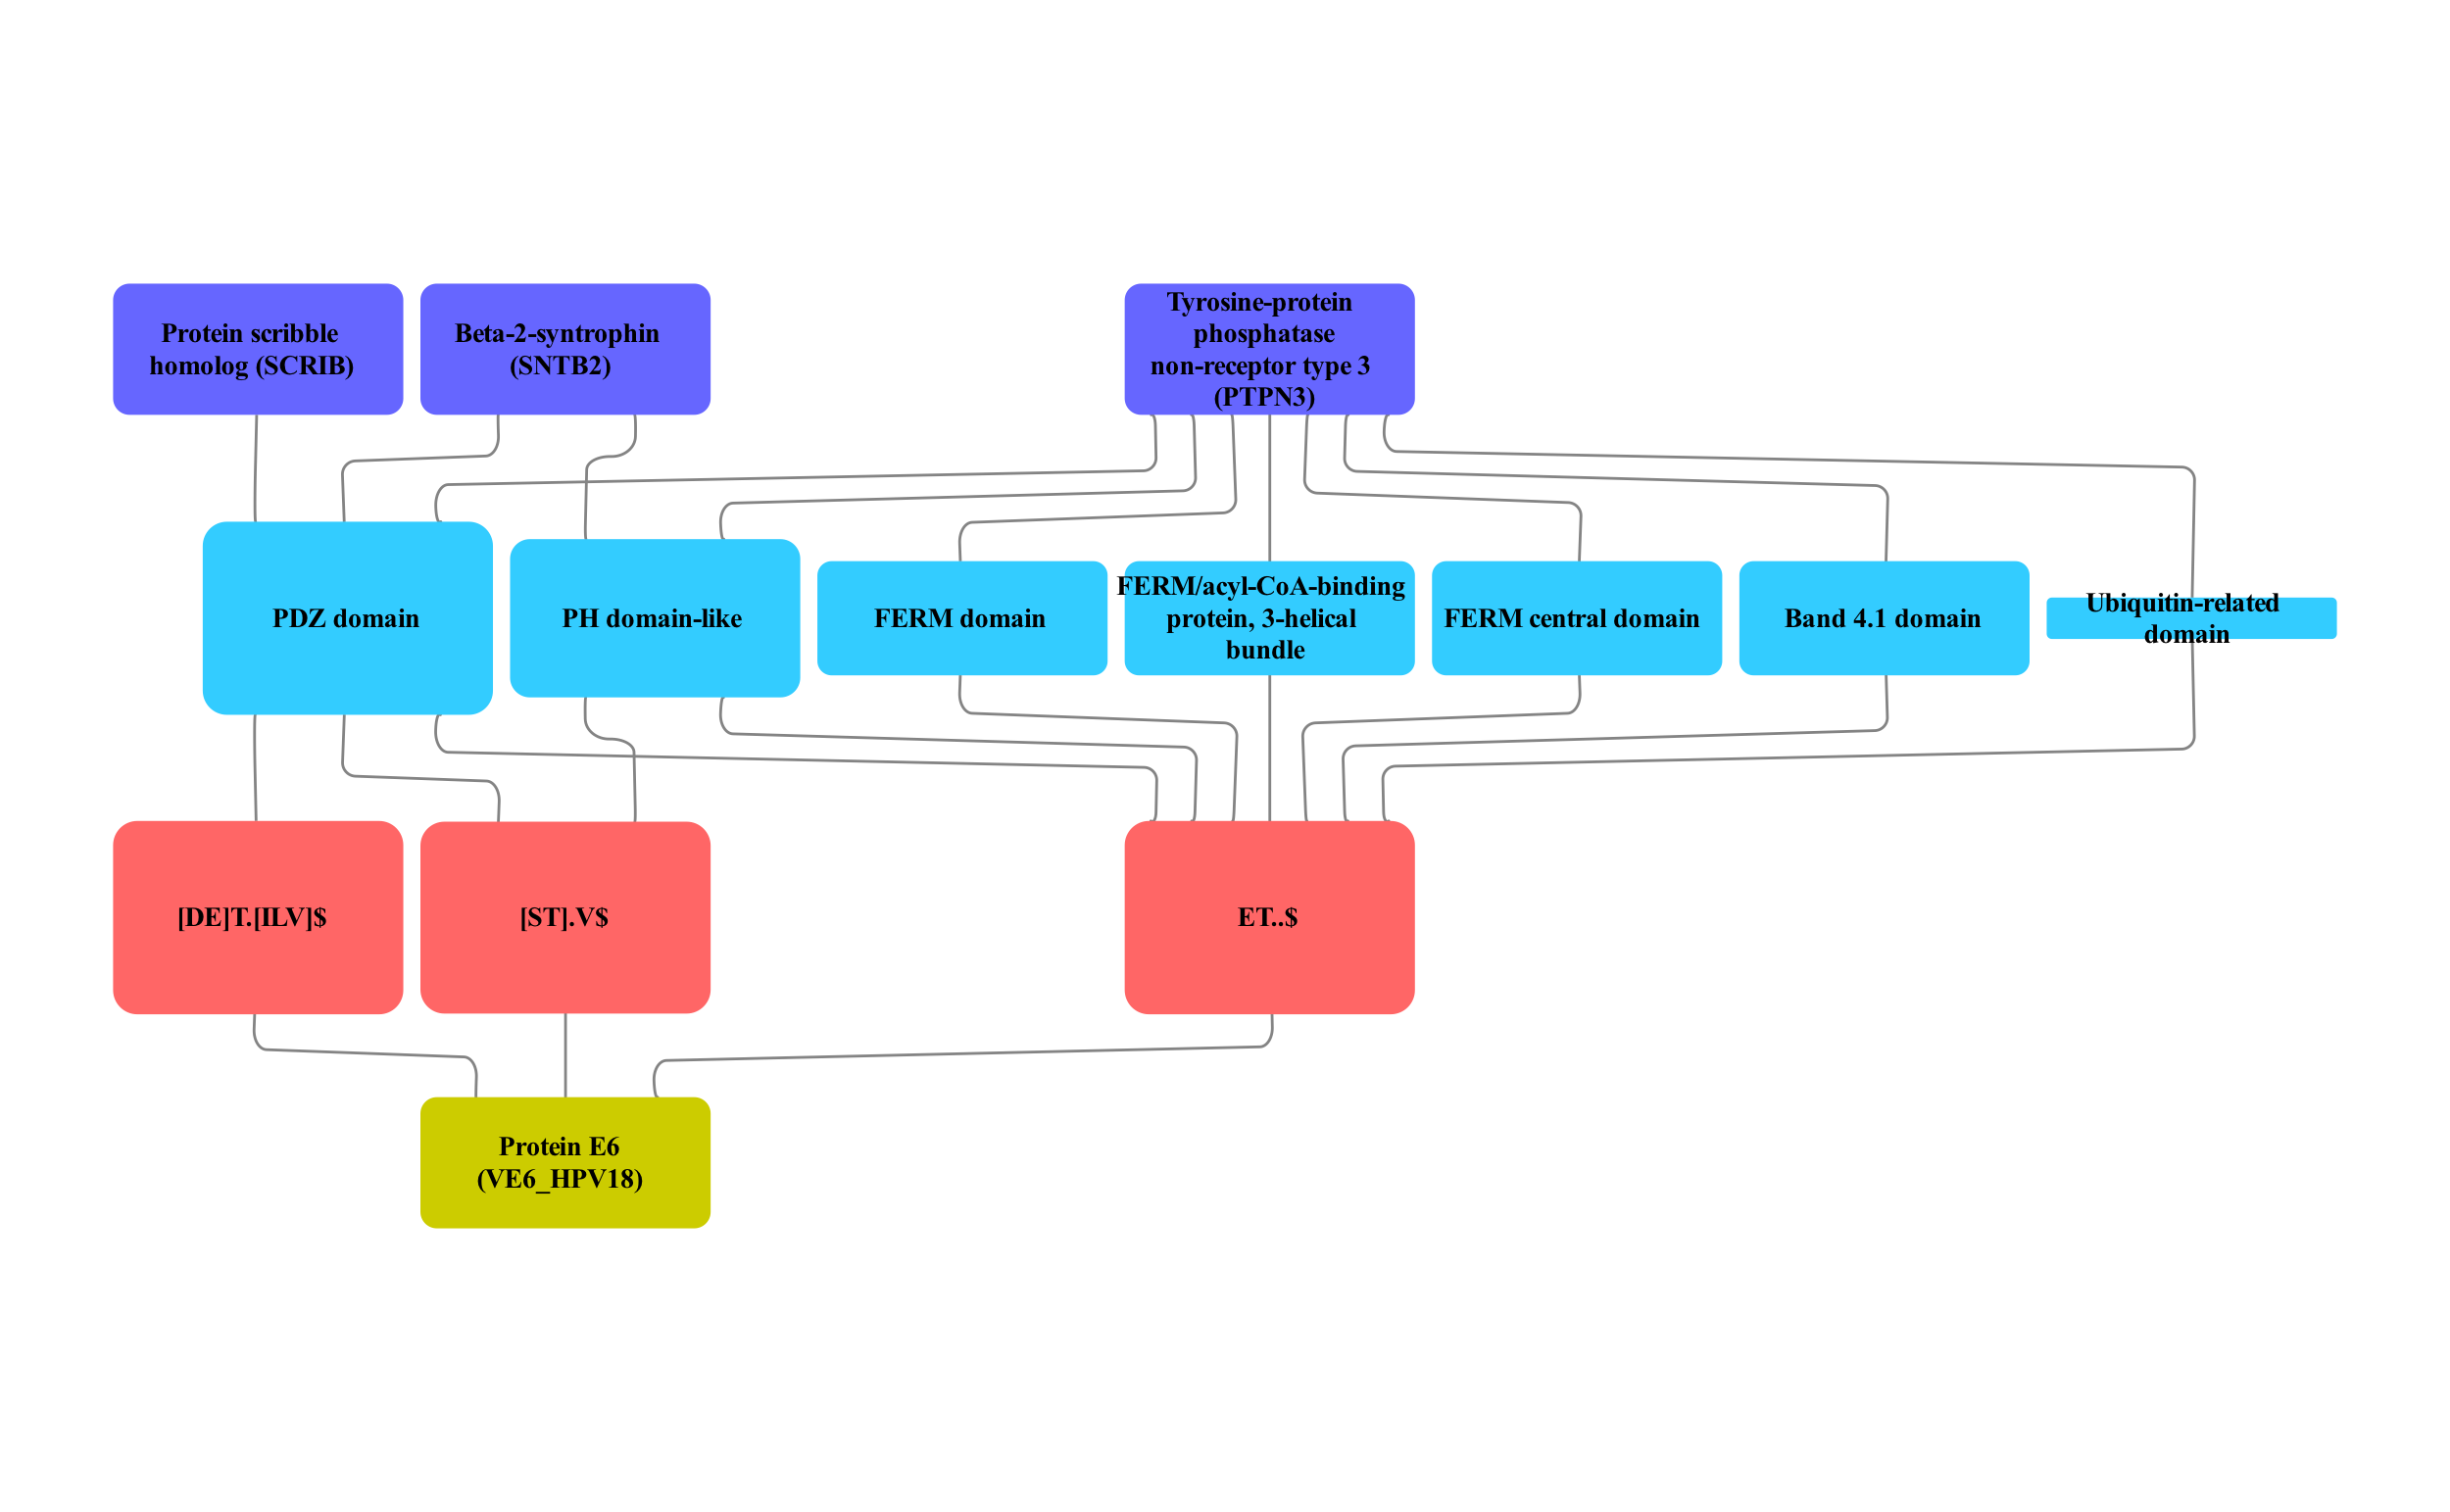 Protein scribble
homolog (SCRIB)
Beta-2-syntrophin
(SNTB2)
Tyrosine-protein
phosphatase
non-receptor type 3
(PTPN3)
PDZ domain
PH domain-like
FERM domain
FERM/acyl-CoA-binding
protein, 3-helical
bundle
FERM central domain
Band 4.1 domain
Ubiquitin-related
domain
[DE]T.[ILV]$
[ST].V$
ET..$
Protein E6
(VE6_HPV18)